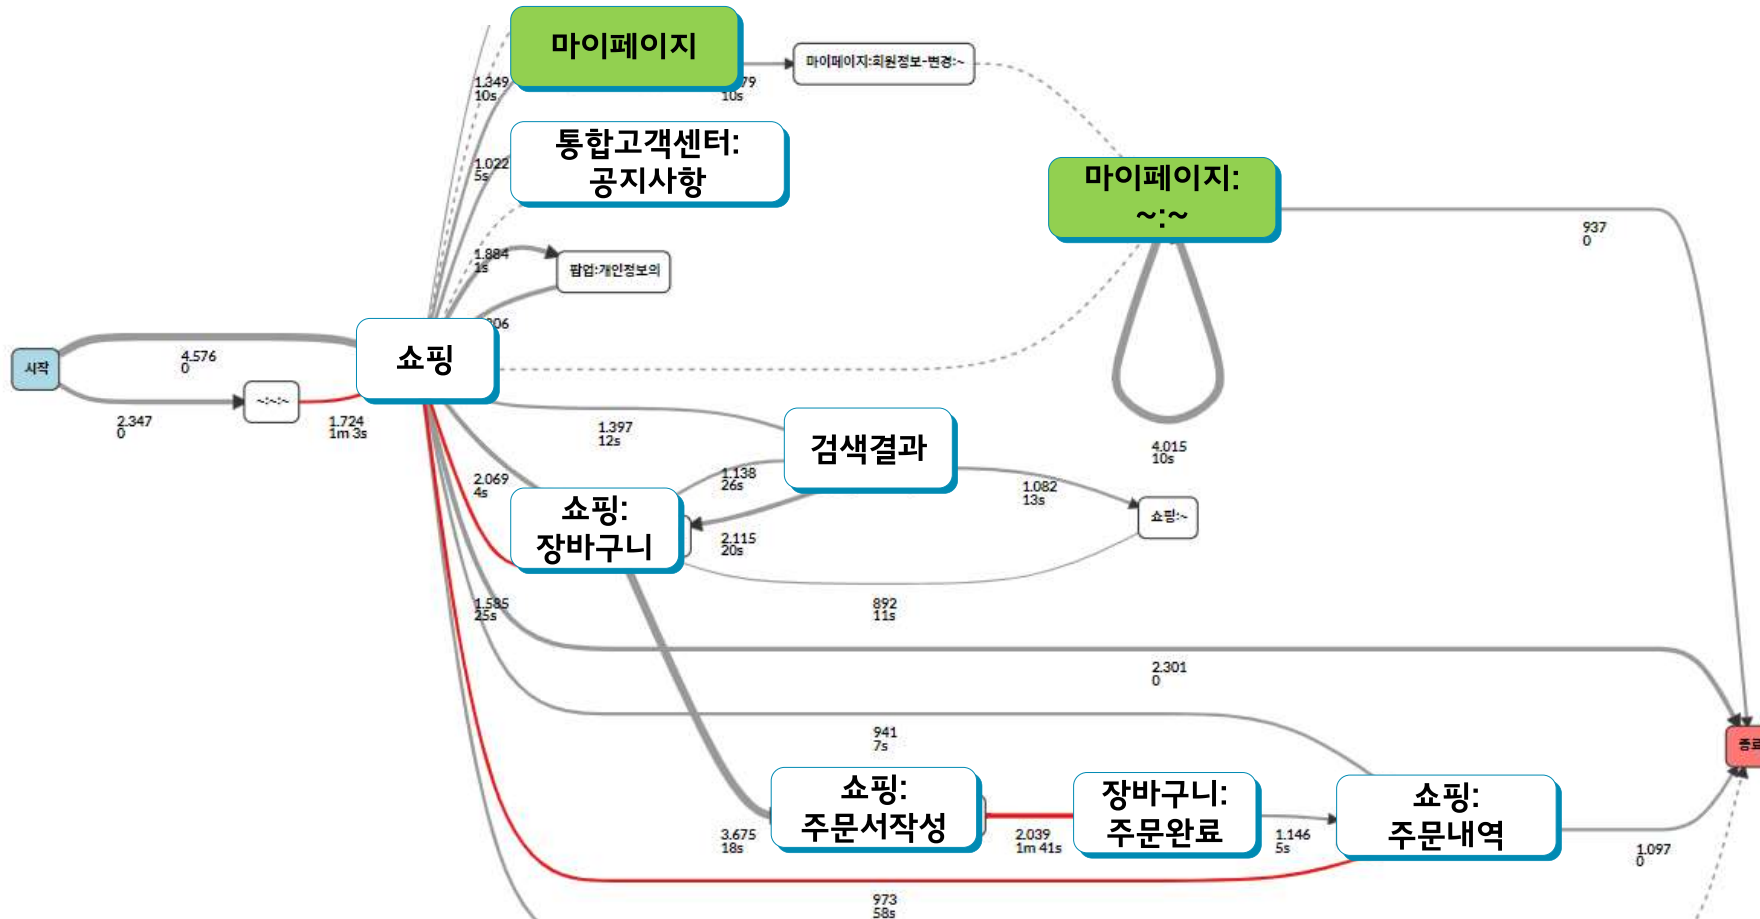 마이페이지
마이페이지:회원정보-변경:~
1.349
10s
79
10s
통합고객센터:
공지사항
1.022
5s
마이페이지:
~:~
937
0
1.884
1s
팝업:개인정보의
06
시작
4.576
0
쇼핑
~:~:~
2.347
0
1.724
1m 3s
1.397
12s
검색결과
4.015
10s
2.069
4s
1.138
26s
1.082
13s
쇼핑:
장바구니
쇼핑:~
2.115
20s
1.585
25s
892
11s
2.301
0
941
7s
종료
쇼핑:
주문서작성
장바구니:
주문완료
쇼핑:
주문내역
3.675
18s
2.039
1m 41s
1.146
5s
1.097
0
973
58s